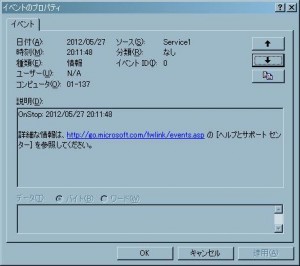 イベントのプロパティ
イベント
日付(A): 2012/05/27 ソース(S): Service1
時刻(M): 20:11:48 分類(R): なし
種類(E): 情報 イベント ID(I): 0
ユーザー(U): N/A
コンピュータ(O): 01-137
説明(D):
OnStop: 2012/05/27 20:11:48
詳細な情報は、http://go.microsoft.com/fwlink/events.asp の [ヘルプとサポート セン
ター] を参照してください。
データ(T): バイト(B) ワード(W)
OK キャンセル 適用(A)